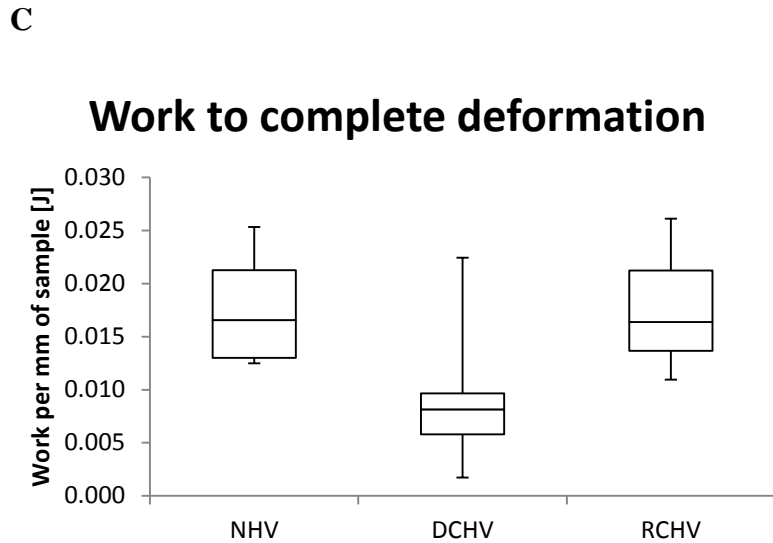 C
Work to complete deformation
Work per mm of sample [J]
0.030
0.025
0.020
0.015
0.010
0.005
0.000
NHV
DCHV
RCHV